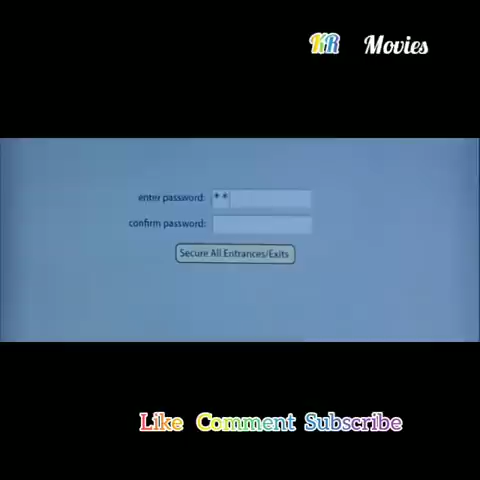 KR Movies
enter password: **
confirm password:
Secure All Entrances/Exits
Like Comment Subscribe